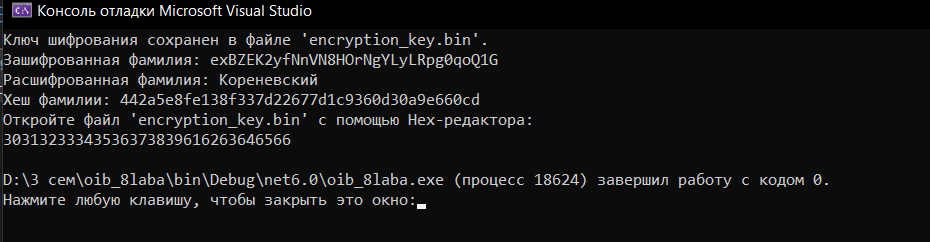 Консоль отладки Microsoft Visual Studio
Ключ шифрования сохранен в файле 'encryption_key.bin'.
Зашифрованная фамилия: exBZEK2yfNnVN8HOrNgYLyLRpg0qoQ1G
Расшифрованная фамилия: Кореневский
Хеш фамилии: 442a5e8fe138f337d22677d1c9360d30a9e660cd
Откройте файл 'encryption_key.bin' с помощью Hex-редактора:
30313233343536373839616263646566
D:\3 сем\oib_8laba\bin\Debug\net6.0\oib_8laba.exe (процесс 18624) завершил работу с кодом 0.
Нажмите любую клавишу, чтобы закрыть это окно: